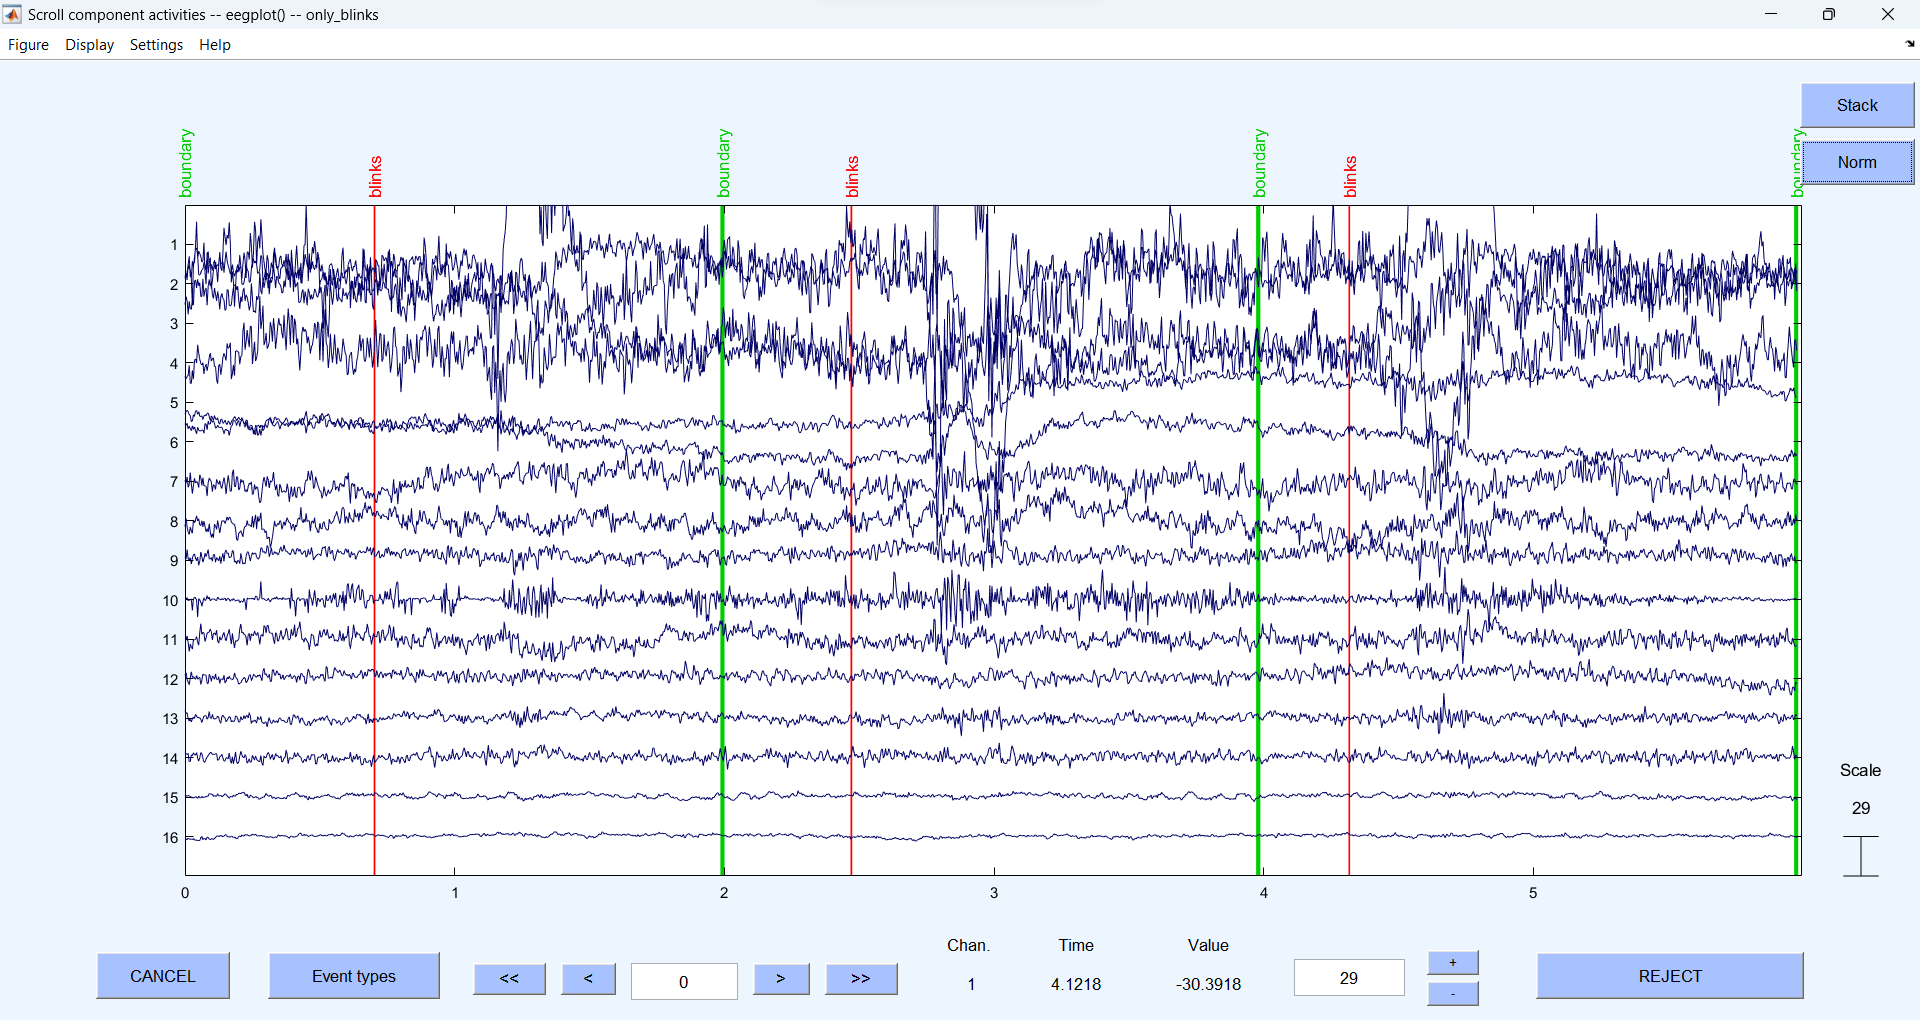 Scroll component activities -- eegplot() -- only_blinks
Figure Display Settings Help
Stack
Norm
boundary
blinks
boundary
blinks
boundary
blinks
boundary
1
2
3
4
5
6
7
8
9
10
11
12
13
14
15
16
0 1 2 3 4 5
Scale
29
CANCEL
Event types
<<
<
0
>
>>
Chan. Time Value
1 4.1218 -30.3918
29
+
-
REJECT